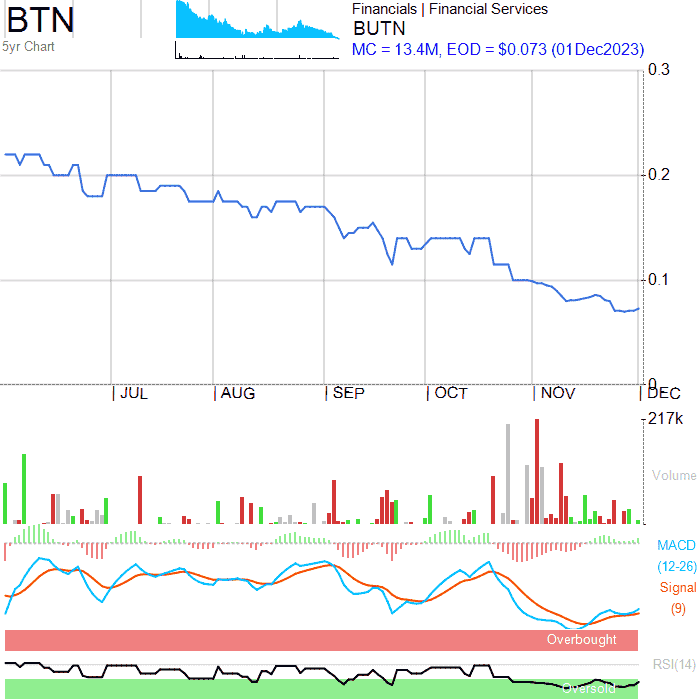 BTN
5yr Chart
Financials | Financial Services
BUTN
MC = 13.4M, EOD = $0.073 (01Dec2023)
0.3
0.2
0.1
0
JUL
AUG
SEP
OCT
NOV
DEC
217k
Volume
MACD
(12-26)
Signal
(9)
Overbought
RSI(14)
Oversold